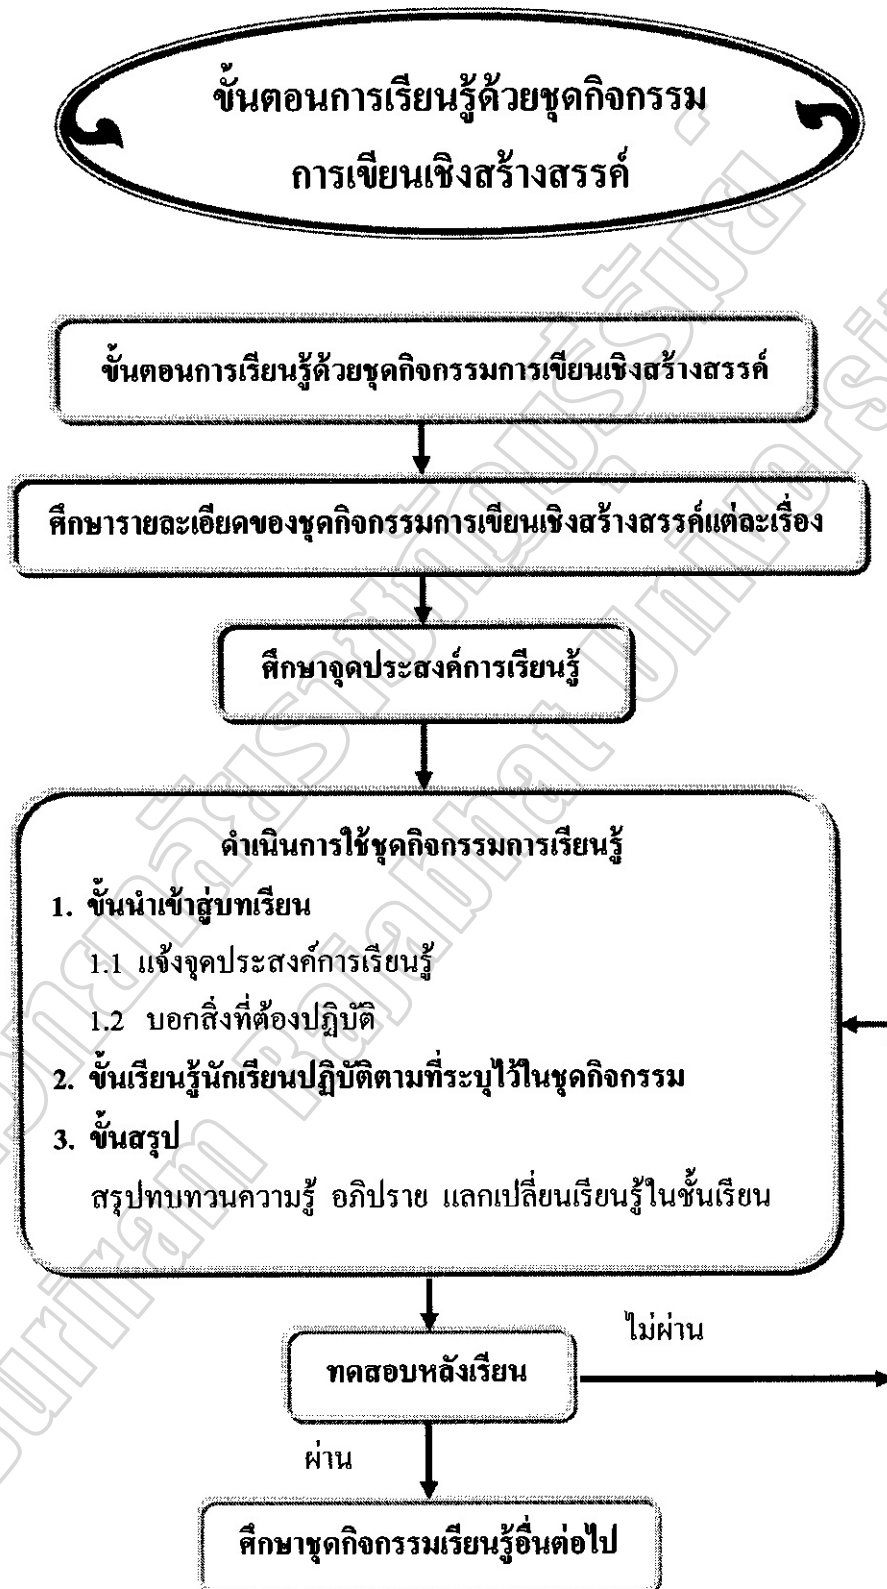 ขั้นตอนการเรียนรู้ด้วยชุดกิจกรรม
การเขียนเชิงสร้างสรรค์
ขั้นตอนการเรียนรู้ด้วยชุดกิจกรรมการเขียนเชิงสร้างสรรค์
ศึกษารายละเอียดของชุดกิจกรรมการเขียนเชิงสร้างสรรค์แต่ละเรื่อง
ศึกษาจุดประสงค์การเรียนรู้
ดำเนินการใช้ชุดกิจกรรมการเรียนรู้
1. ขั้นนำเข้าสู่บทเรียน
1.1 แจ้งจุดประสงค์การเรียนรู้
1.2 บอกสิ่งที่ต้องปฏิบัติ
2. ขั้นเรียนรู้นักเรียนปฏิบัติตามที่ระบุไว้ในชุดกิจกรรม
3. ขั้นสรุป
สรุปทบทวนความรู้ อภิปราย แลกเปลี่ยนเรียนรู้ในชั้นเรียน
ไม่ผ่าน
ทดสอบหลังเรียน
ผ่าน
ศึกษาชุดกิจกรรมเรียนรู้อื่นต่อไป